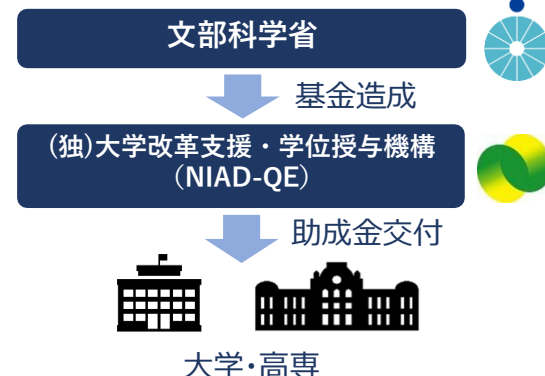 文部科学省
基金造成
(独)大学改革支援・学位授与機構
(NIAD-QE)
助成金交付
大学・高専